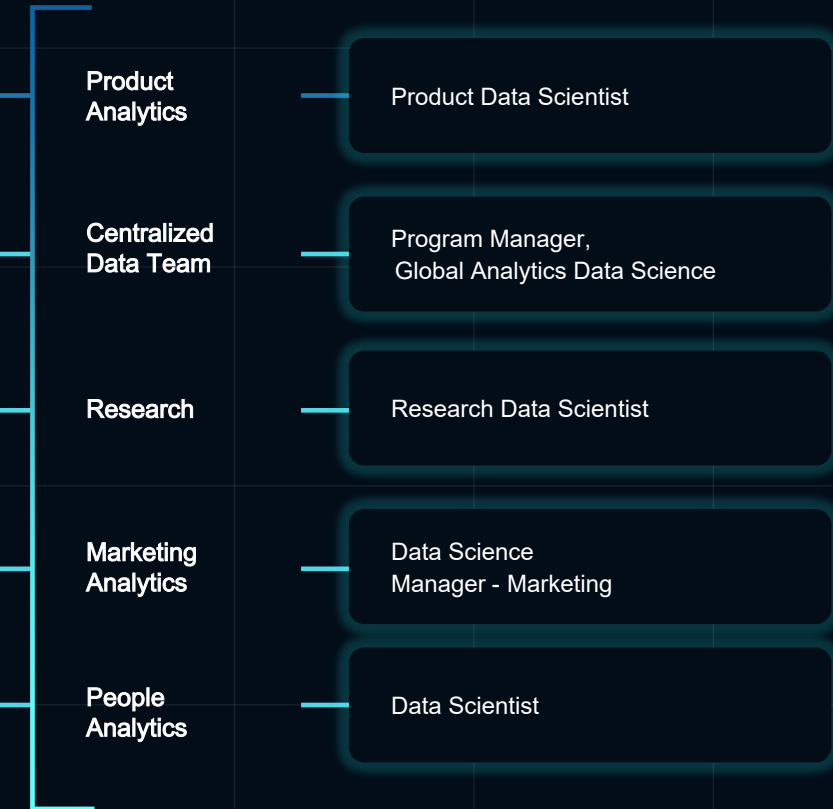 Product
Analytics
Product Data Scientist
Centralized
Data Team
Program Manager,
Global Analytics Data Science
Research
Research Data Scientist
Marketing
Analytics
Data Science
Manager - Marketing
People
Analytics
Data Scientist